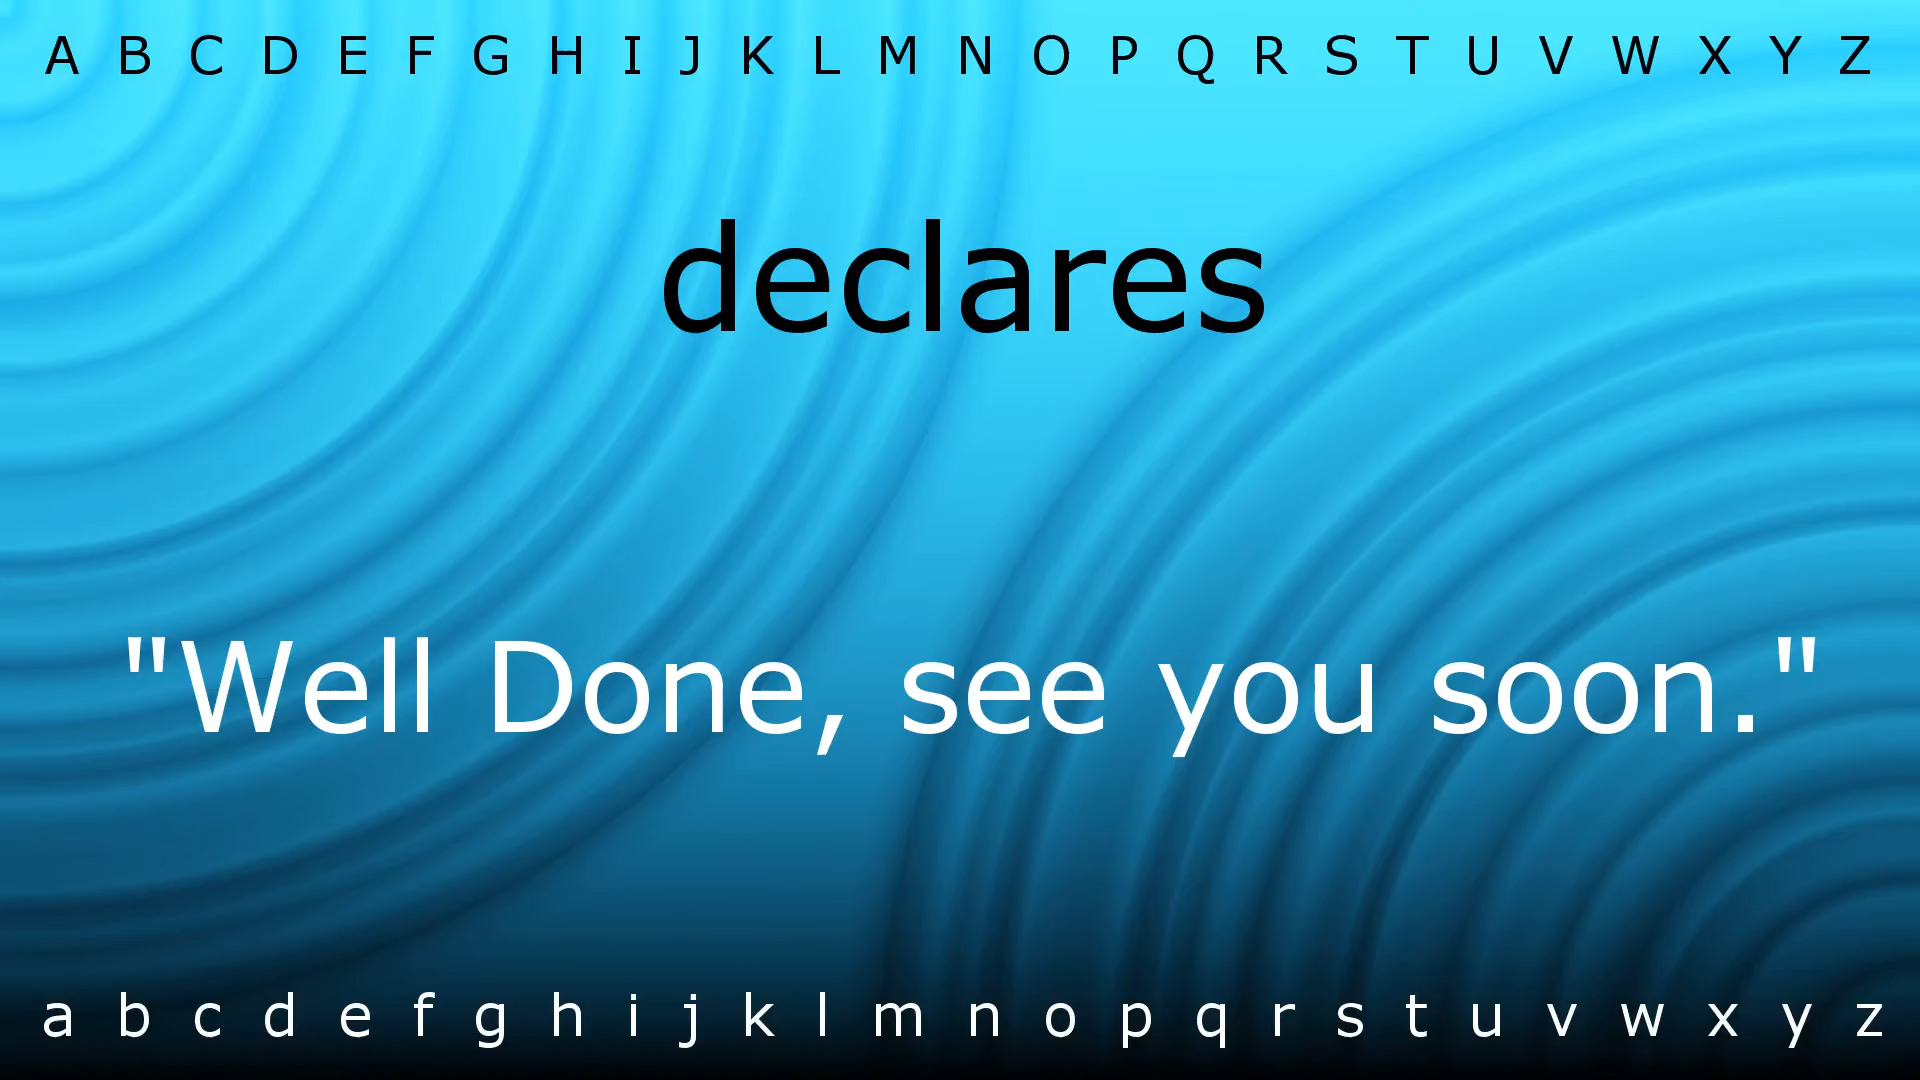 A B C D E F G H I J K L M N O P Q R S T U V W X Y Z
declares
"Well Done, see you soon."
a b c d e f g h i j k l m n o p q r s t u v w x y z